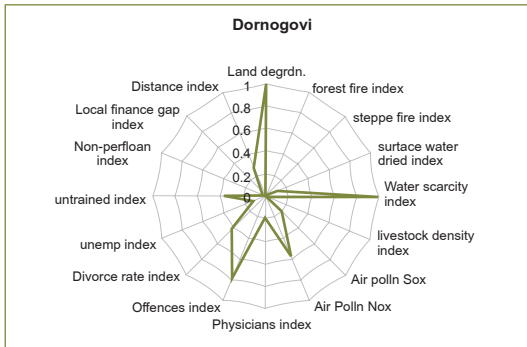 Dornogovi
Land degrdn.
forest fire index
steppe fire index
surtace water
dried index
Water scarcity
index
livestock density
index
Air polln Sox
Air Polln Nox
Physicians index
Offences index
Divorce rate index
unemp index
untrained index
Non-perfloan
index
Local finance gap
index
Distance index
1
0.8
0.6
0.4
0.2
0